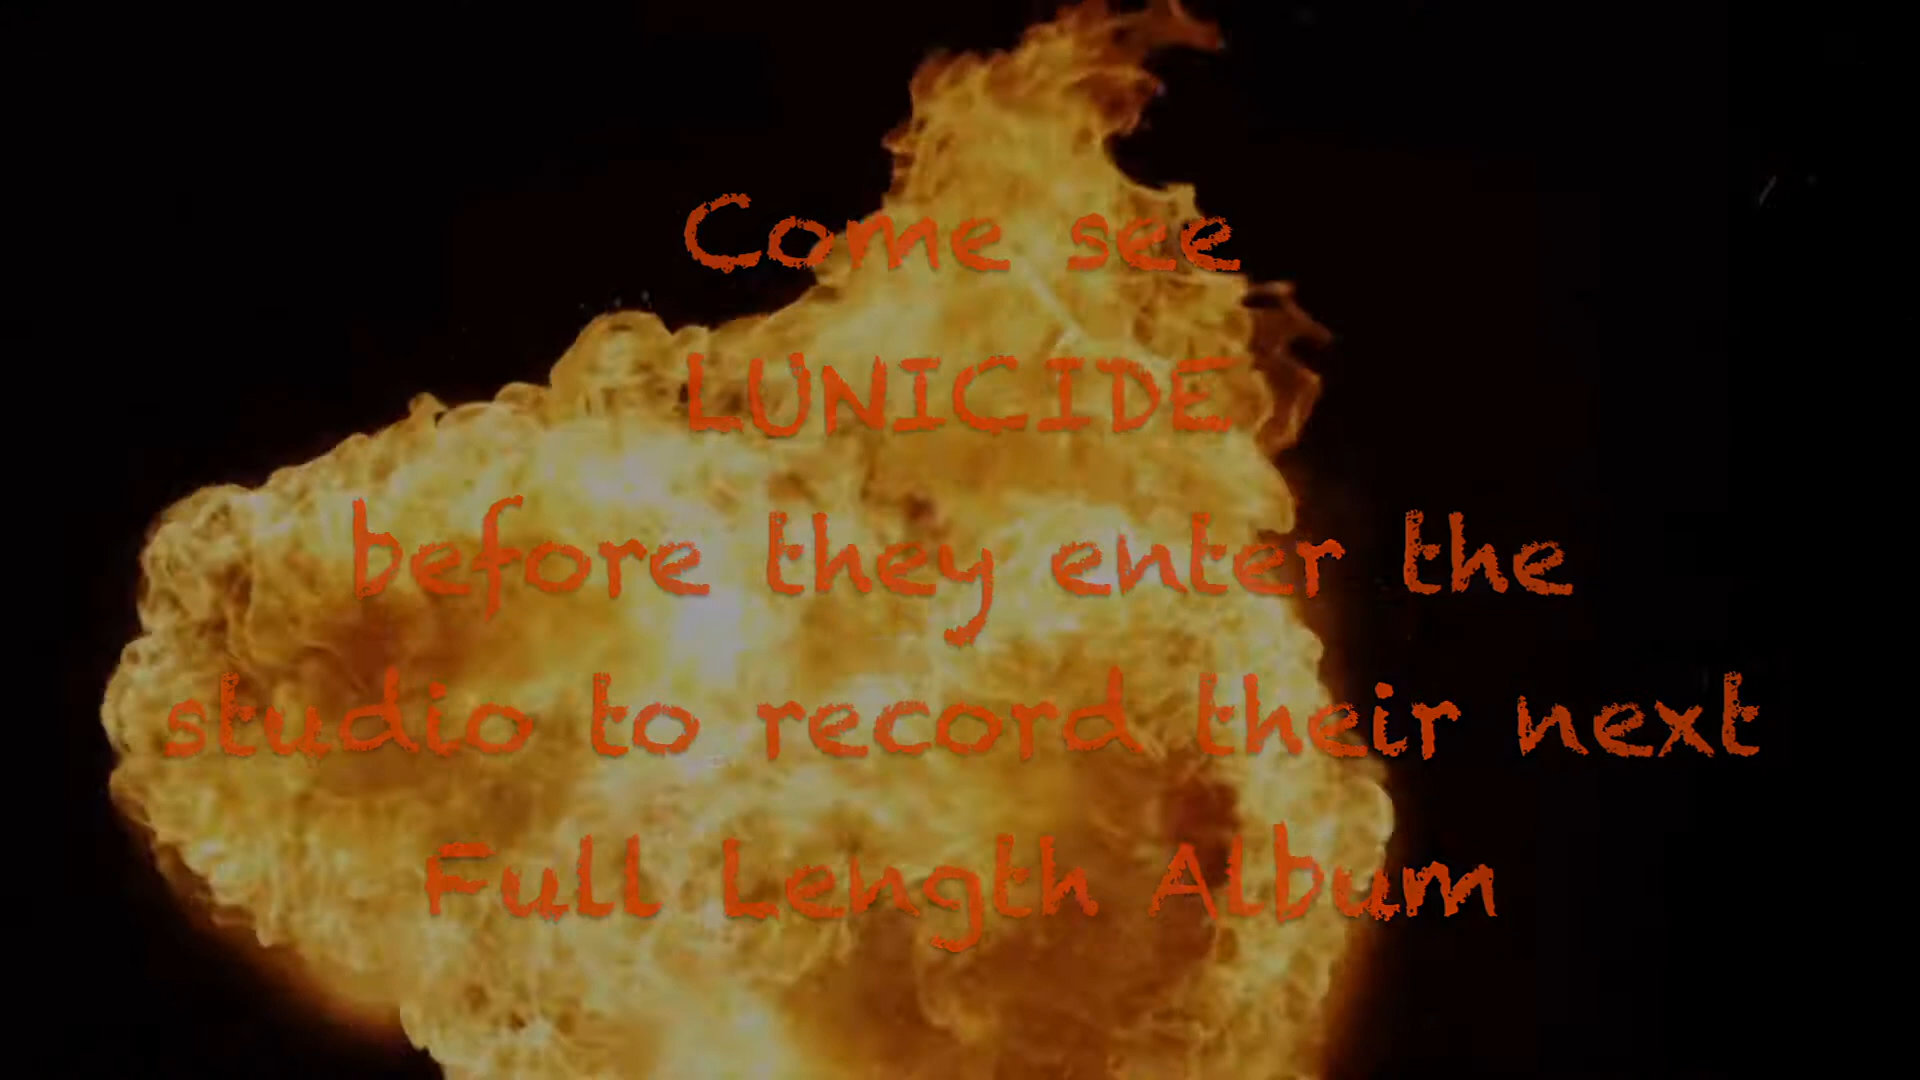 Come see
LUNICIDE
before they enter the
studio to record their next
Full Length Album